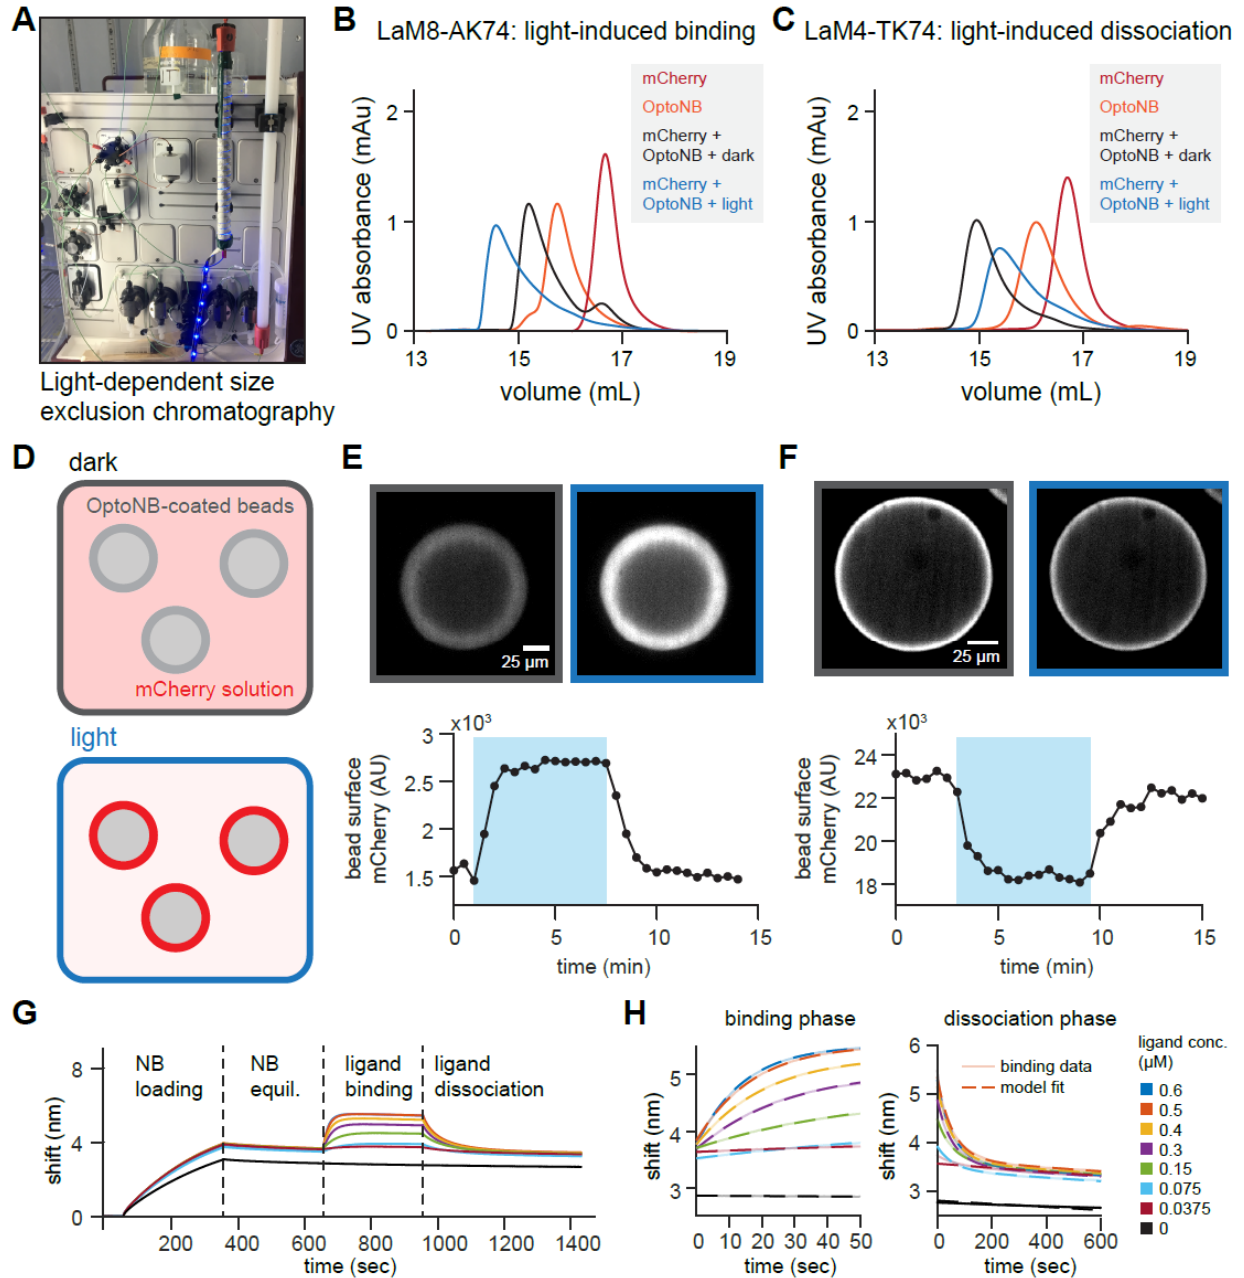 A
Light-dependent size
exclusion chromatography
B
LaM8-AK74: light-induced binding
mCherry
OptoNB
mCherry +
OptoNB + dark
mCherry +
OptoNB + light
UV absorbance (mAu)
2
1
0
13
15
17
19
volume (mL)
C
LaM4-TK74: light-induced dissociation
mCherry
OptoNB
mCherry +
OptoNB + dark
mCherry +
OptoNB + light
UV absorbance (mAu)
2
1
0
13
15
17
19
volume (mL)
D
dark
OptoNB-coated beads
mCherry solution
light
E
25 µm
x10³
bead surface
mCherry (AU)
3
2.5
2
1.5
0
5
10
15
time (min)
F
25 µm
x10³
bead surface
mCherry (AU)
24
22
20
18
0
5
10
15
time (min)
G
shift (nm)
8
4
0
NB
loading
NB
equil.
ligand
binding
ligand
dissociation
200
400
600
800
1000
1200
1400
time (sec)
H
binding phase
shift (nm)
5
4
3
0
10
20
30
40
50
time (sec)
dissociation phase
shift (nm)
6
5
4
3
binding data
model fit
0
200
400
600
time (sec)
ligand conc.
(µM)
0.6
0.5
0.4
0.3
0.15
0.075
0.0375
0